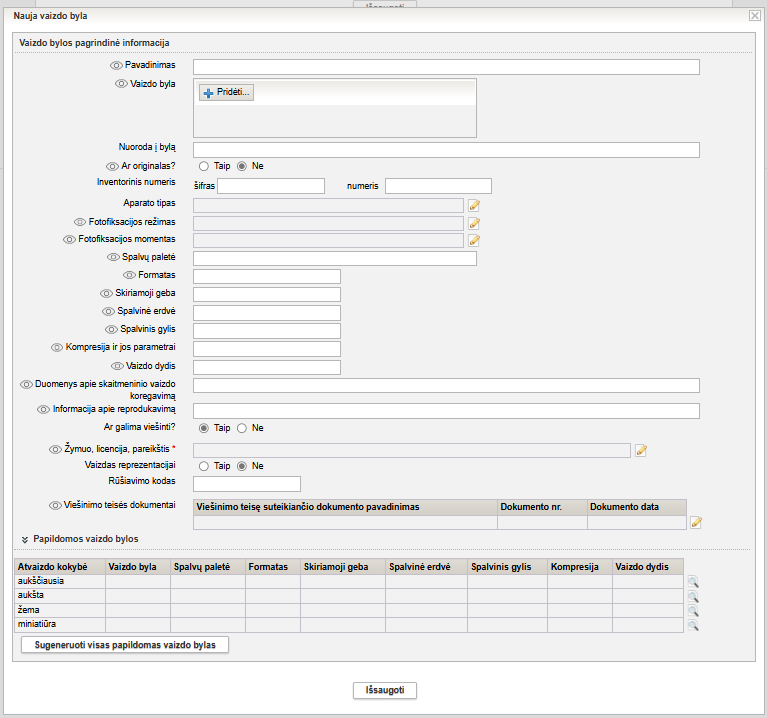 Nauja vaizdo byla
Vaizdo bylos pagrindinė informacija
Pavadinimas
Vaizdo byla
Pridėti...
Nuoroda į bylą
Ar originalas? Taip Ne
Inventorinis numeris šifras numeris
Aparato tipas
Fotofiksacijos režimas
Fotofiksacijos momentas
Spalvų paletė
Formatas
Skiriamoji geba
Spalvinė erdvė
Spalvinis gylis
Kompresija ir jos parametrai
Vaizdo dydis
Duomenys apie skaitmeninio vaizdo
koregavimą
Informacija apie reprodukavimą
Ar galima viešinti? Taip Ne
Žymuo, licencija, pareikštis *
Vaizdas reprezentacijai Taip Ne
Rūšiavimo kodas
Viešinimo teisės dokumentai Viešinimo teisę suteikiančio dokumento pavadinimas Dokumento nr. Dokumento data
Papildomos vaizdo bylos
Atvaizdo kokybė Vaizdo byla Spalvų paletė Formatas Skiriamoji geba Spalvinė erdvė Spalvinis gylis Kompresija Vaizdo dydis
aukščiausia
aukšta
žema
miniatiūra
Sugeneruoti visas papildomas vaizdo bylas
Išsaugoti